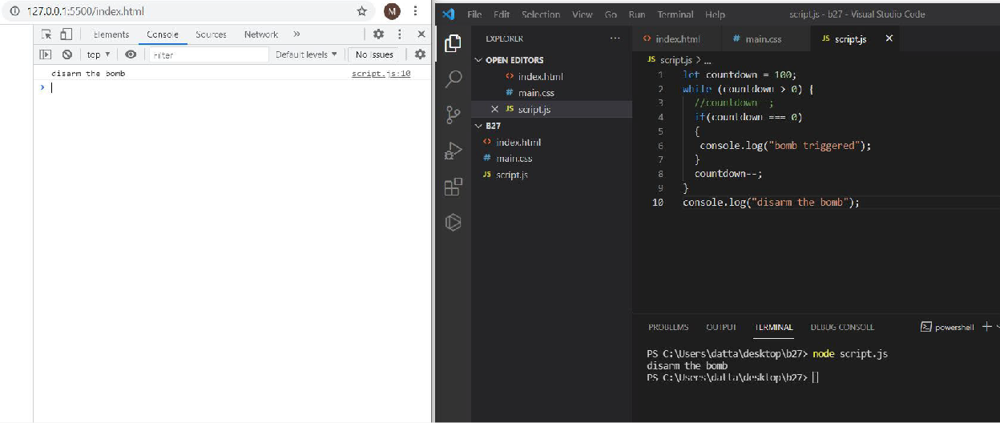 127.0.0.1:5500/index.html
M
Elements Console Sources Network »
top ▼ Filter Default levels ▼ No Issues
disarm the bomb script.js:10
>
File Edit Selection View Go Run Terminal Help
script.js - b27 - Visual Studio Code
EXPLORER ...
OPEN EDITORS
<> index.html
# main.css
× JS script.js
B27
<> index.html
# main.css
JS script.js
<> index.html # main.css JS script.js ×
JS script.js > ...
1 let countdown = 100;
2 while (countdown > 0) {
3 //countdown--;
4 if(countdown === 0)
5 {
6 console.log("bomb triggered");
7 }
8 countdown--;
9 }
10 console.log("disarm the bomb");
PROBLEMS OUTPUT TERMINAL DEBUG CONSOLE powershell +
PS C:\Users\datta\desktop\b27> node script.js
disarm the bomb
PS C:\Users\datta\desktop\b27>